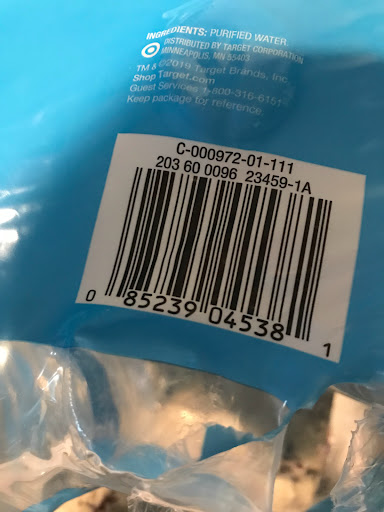 INGREDIENTS: PURIFIED WATER.
DISTRIBUTED BY TARGET CORPORATION
MINNEAPOLIS, MN 55403
TM & ©2019 Target Brands, Inc.
Shop Target.com
Guest Services 1-800-316-6151
Keep package for reference.
C-000972-01-111
203 60 0096 23459-1A
0 85239 04538 1